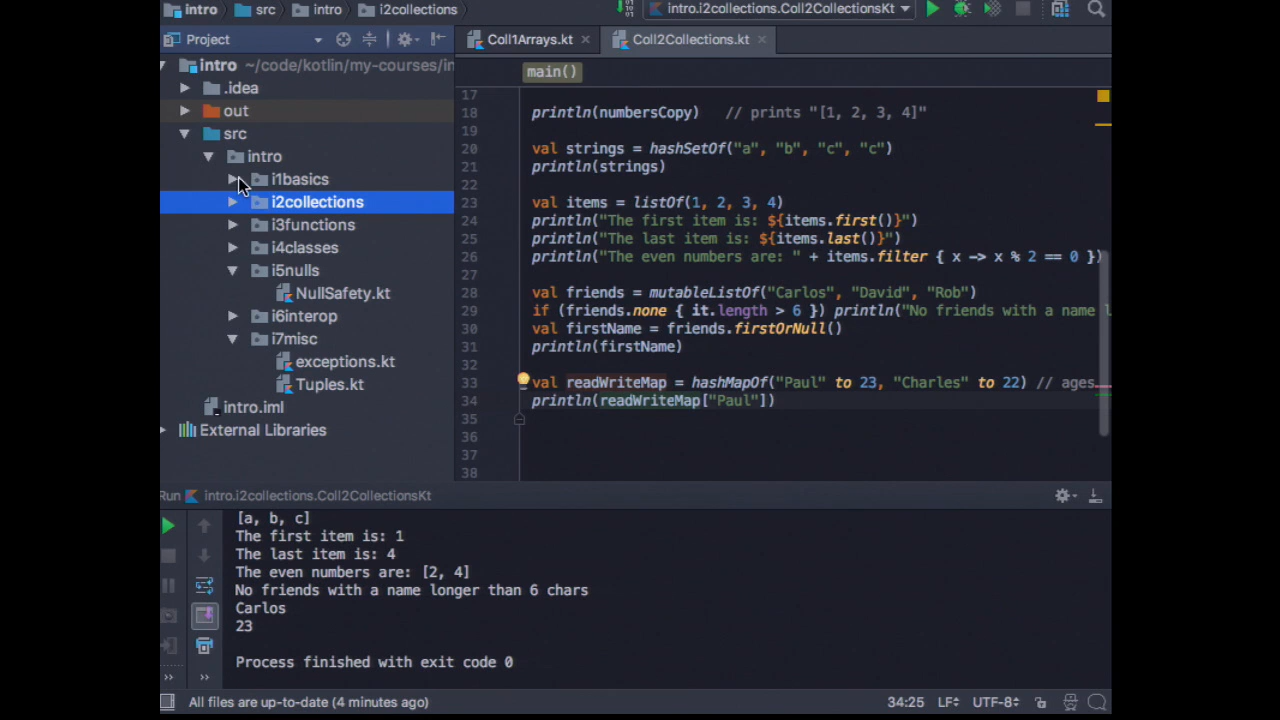 intro src intro i2collections intro.i2collections.Coll2CollectionsKt
Project Coll1Arrays.kt Coll2Collections.kt
intro ~/code/kotlin/my-courses/in
.idea
out
src
intro
i1basics
i2collections
i3functions
i4classes
i5nulls
NullSafety.kt
i6interop
i7misc
exceptions.kt
Tuples.kt
intro.iml
External Libraries
main()
17
18 println(numbersCopy) // prints "[1, 2, 3, 4]"
19
20 val strings = hashSetOf("a", "b", "c", "c")
21 println(strings)
22
23 val items = listOf(1, 2, 3, 4)
24 println("The first item is: ${items.first()}")
25 println("The last item is: ${items.last()}")
26 println("The even numbers are: " + items.filter { x -> x % 2 == 0 })
27
28 val friends = mutableListOf("Carlos", "David", "Rob")
29 if (friends.none { it.length > 6 }) println("No friends with a name l
30 val firstName = friends.firstOrNull()
31 println(firstName)
32
33 val readWriteMap = hashMapOf("Paul" to 23, "Charles" to 22) // ages
34 println(readWriteMap["Paul"])
35
36
37
38
Run intro.i2collections.Coll2CollectionsKt
[a, b, c]
The first item is: 1
The last item is: 4
The even numbers are: [2, 4]
No friends with a name longer than 6 chars
Carlos
23
Process finished with exit code 0
All files are up-to-date (4 minutes ago) 34:25 LF UTF-8